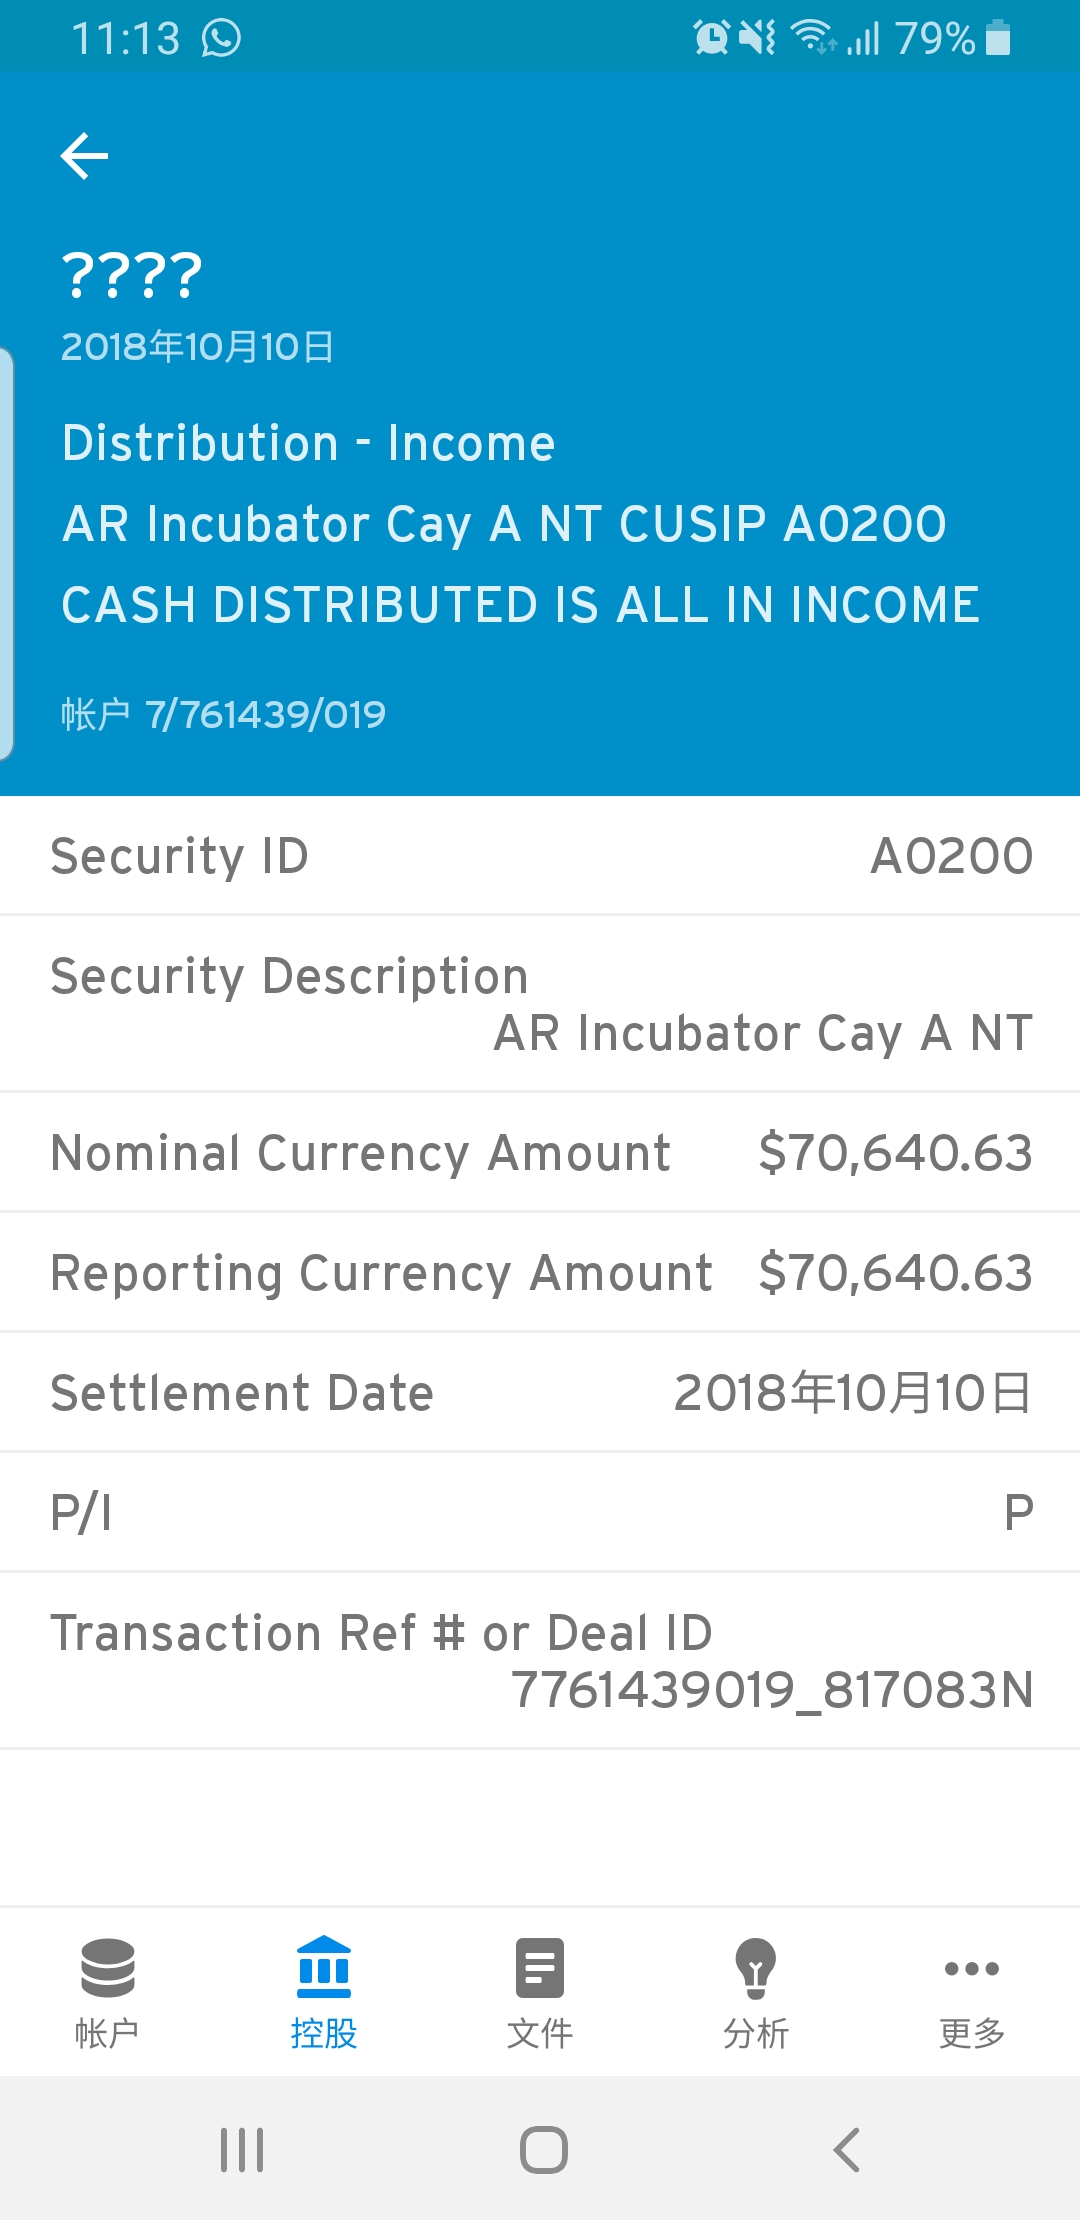 11:13
79%
????
2018年10月10日
Distribution - Income
AR Incubator Cay A NT CUSIP A0200
CASH DISTRIBUTED IS ALL IN INCOME
帐户 7/761439/019
Security ID A0200
Security Description
AR Incubator Cay A NT
Nominal Currency Amount $70,640.63
Reporting Currency Amount $70,640.63
Settlement Date 2018年10月10日
P/I P
Transaction Ref # or Deal ID
7761439019_817083N
帐户 控股 文件 分析 更多